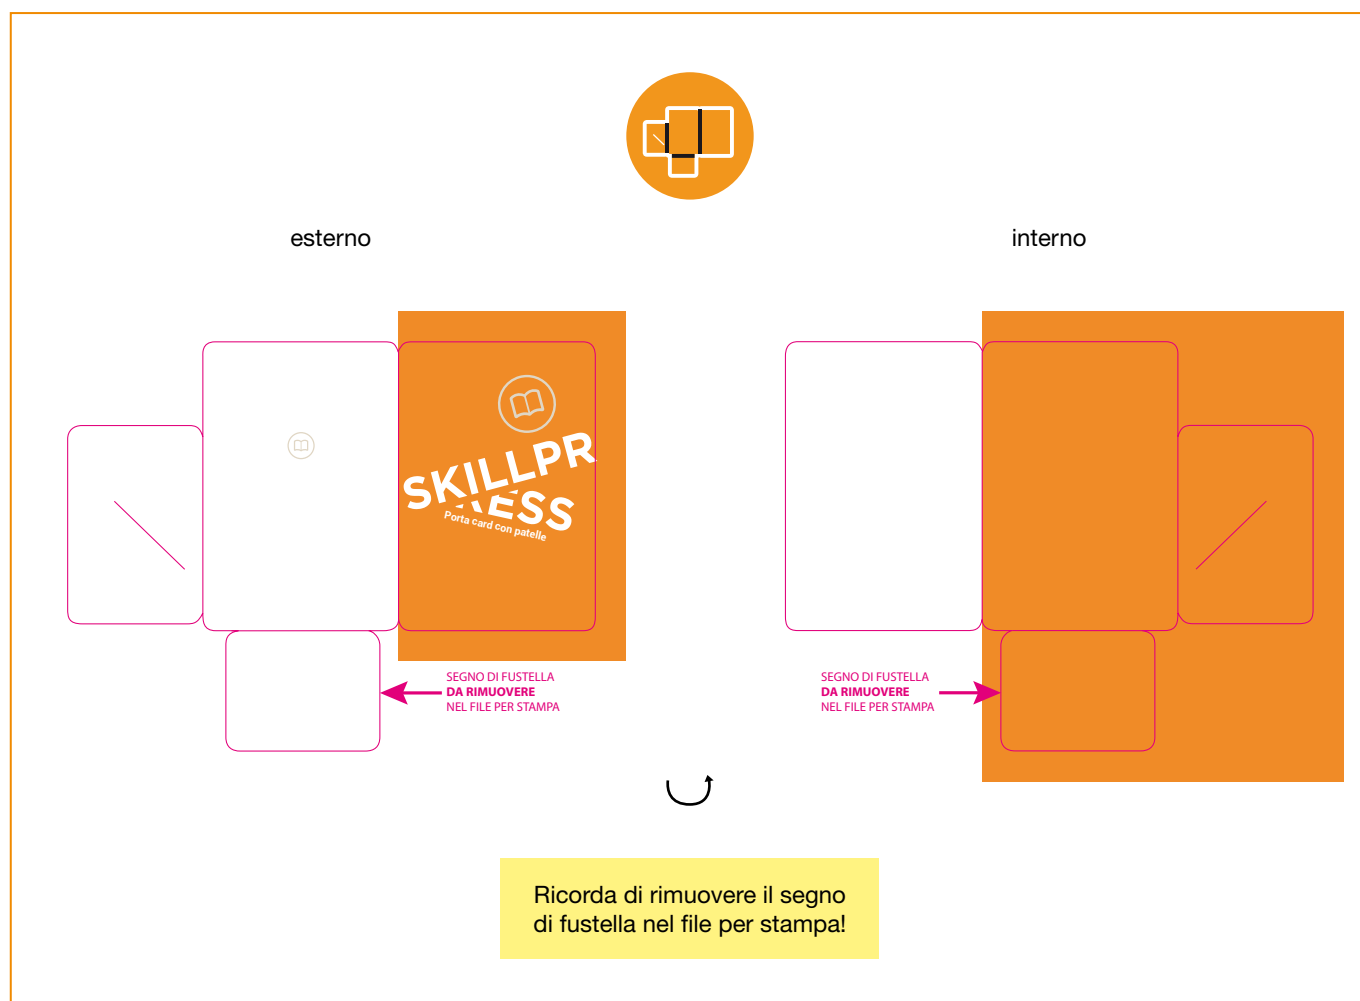 esterno
interno
SKILLPR
ESS
Porta card con patelle
SEGNO DI FUSTELLA
DA RIMUOVERE
NEL FILE PER STAMPA
SEGNO DI FUSTELLA
DA RIMUOVERE
NEL FILE PER STAMPA
Ricorda di rimuovere il segno
di fustella nel file per stampa!